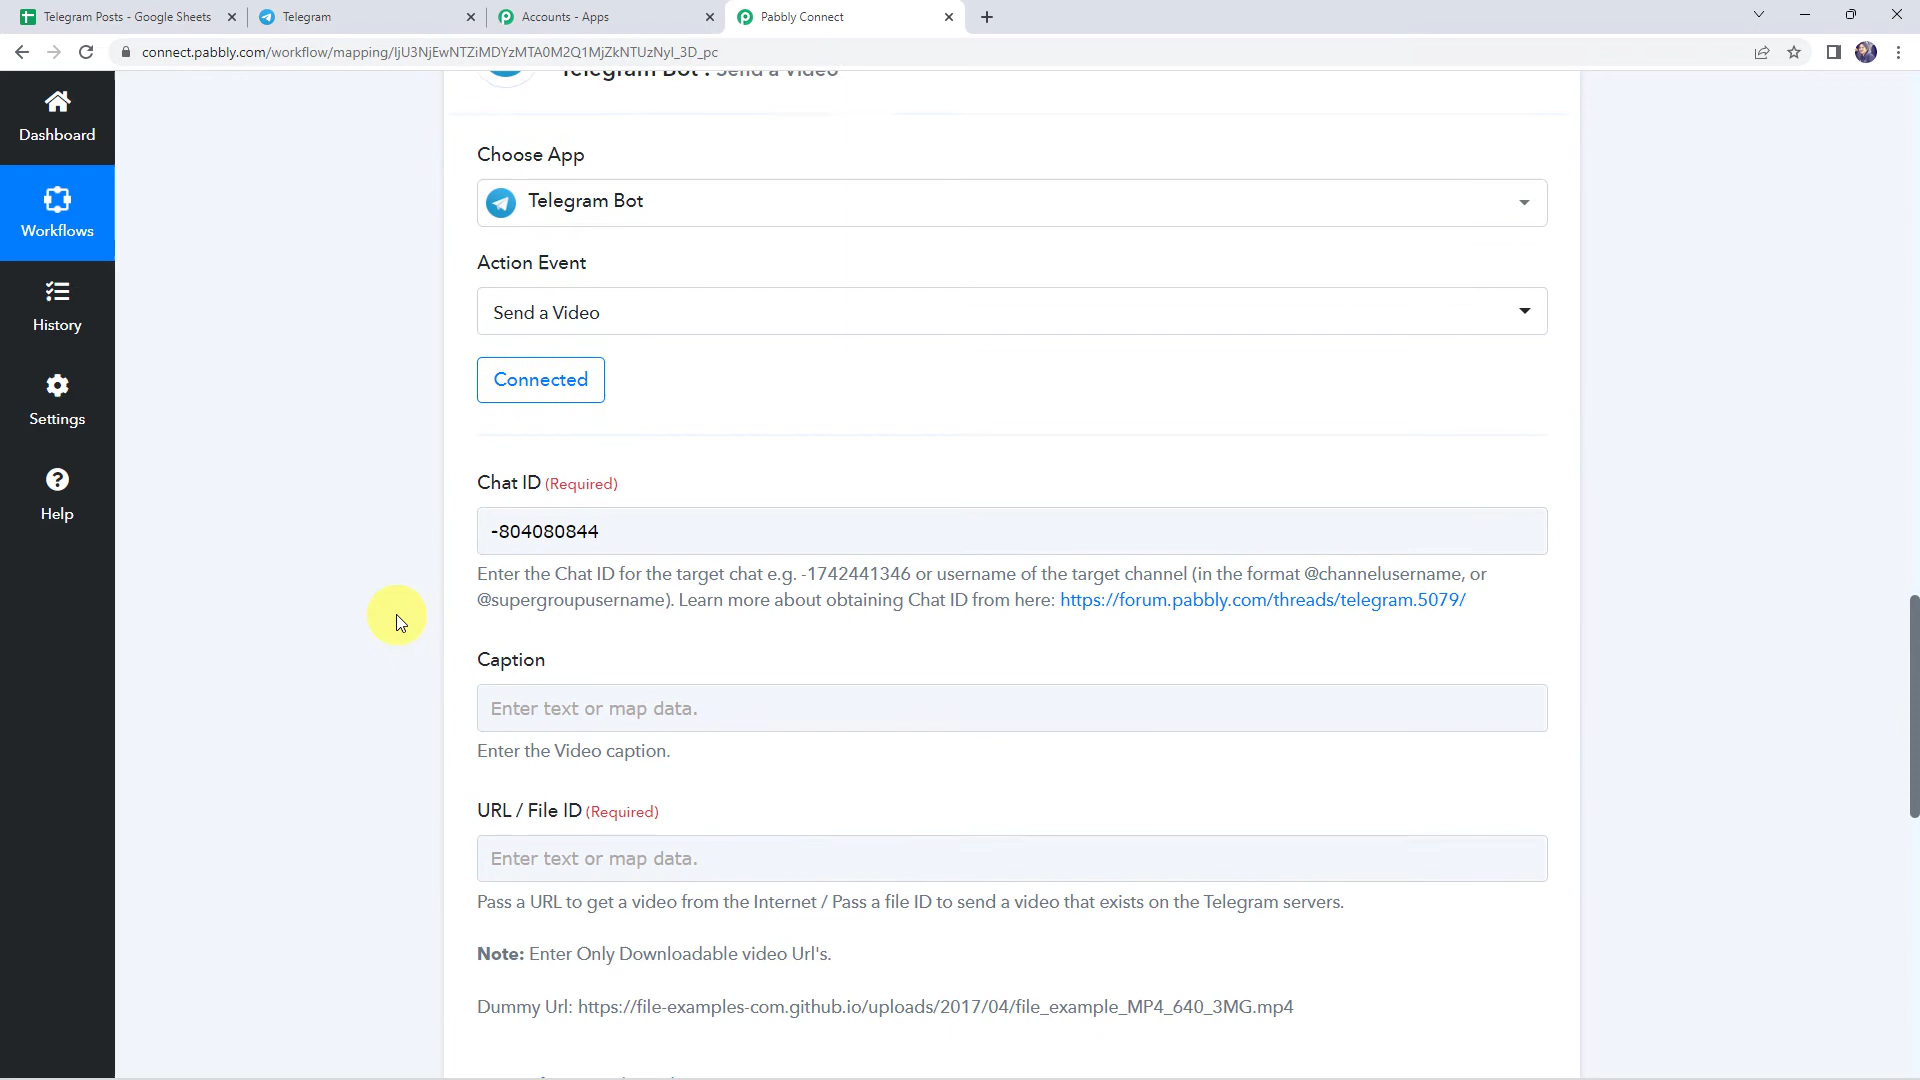 Telegram Posts - Google Sheets
Telegram
Accounts - Apps
Pabbly Connect
connect.pabbly.com/workflow/mapping/IjU3NjEwNTZiMDYzMTA0M2Q1MjZkNTUzNyI_3D_pc
Telegram Bot : Send a Video
Dashboard
Workflows
History
Settings
Help
Choose App
Telegram Bot
Action Event
Send a Video
Connected
Chat ID (Required)
-804080844
Enter the Chat ID for the target chat e.g. -1742441346 or username of the target channel (in the format @channelusername, or
@supergroupusername). Learn more about obtaining Chat ID from here: https://forum.pabbly.com/threads/telegram.5079/
Caption
Enter text or map data.
Enter the Video caption.
URL / File ID (Required)
Enter text or map data.
Pass a URL to get a video from the Internet / Pass a file ID to send a video that exists on the Telegram servers.
Note: Enter Only Downloadable video Url's.
Dummy Url: https://file-examples-com.github.io/uploads/2017/04/file_example_MP4_640_3MG.mp4